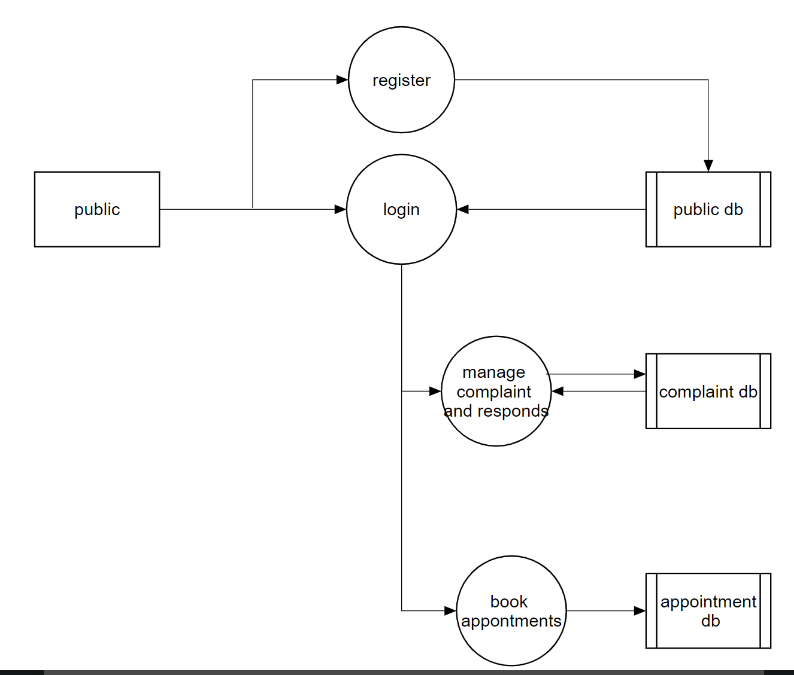 register
public
login
public db
manage
complaint
and responds
complaint db
book
appontments
appointment
db